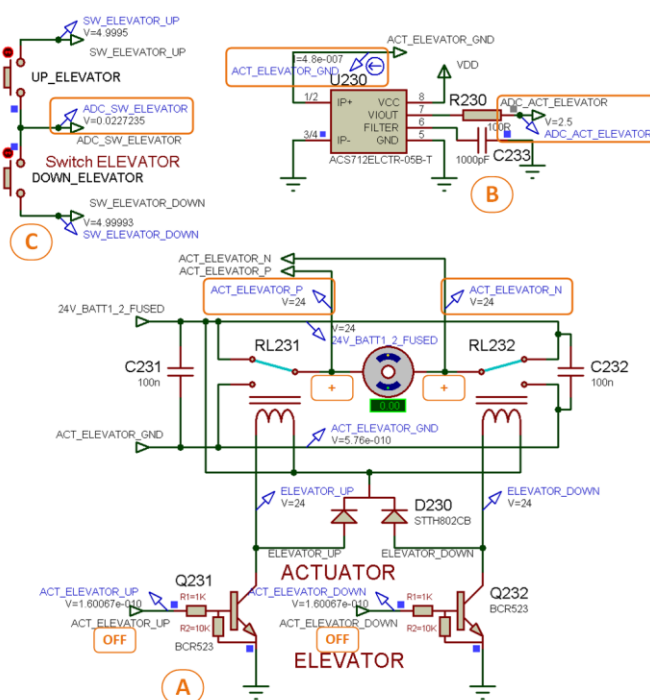 SW_ELEVATOR_UP
V=4.9995
SW_ELEVATOR_UP
UP_ELEVATOR
ADC_SW_ELEVATOR
V=0.0227235
ADC_SW_ELEVATOR
Switch ELEVATOR
DOWN_ELEVATOR
SW_ELEVATOR_DOWN
V=4.99993
SW_ELEVATOR_DOWN
C
ACT_ELEVATOR_GND
I=4.8e-007
ACT_ELEVATOR_GND
VDD
U230
1/2 IP+ VCC 8
VIOUT 7
FILTER 6
3/4 IP- GND 5
ACS712ELCTR-05B-T
R230
100R
ADC_ACT_ELEVATOR
V=2.5
ADC_ACT_ELEVATOR
1000pF C233
B
ACT_ELEVATOR_N
ACT_ELEVATOR_P
ACT_ELEVATOR_P
V=24
ACT_ELEVATOR_N
V=24
24V_BATT1_2_FUSED
V=24
24V_BATT1_2_FUSED
RL231
RL232
C231
100n
C232
100n
+
+
0.00
ACT_ELEVATOR_GND
ACT_ELEVATOR_GND
V=5.76e-010
ELEVATOR_UP
V=24
ELEVATOR_DOWN
V=24
D230
STTH802CB
ELEVATOR_UP
ELEVATOR_DOWN
ACTUATOR
Q231
ACT_ELEVATOR_UP
V=1.60067e-010
ACT_ELEVATOR_UP
OFF
R1=1K
R2=10K
BCR523
Q232
BCR523
ACT_ELEVATOR_DOWN
V=1.60067e-010
ACT_ELEVATOR_DOWN
OFF
R1=1K
R2=10K
ELEVATOR
A